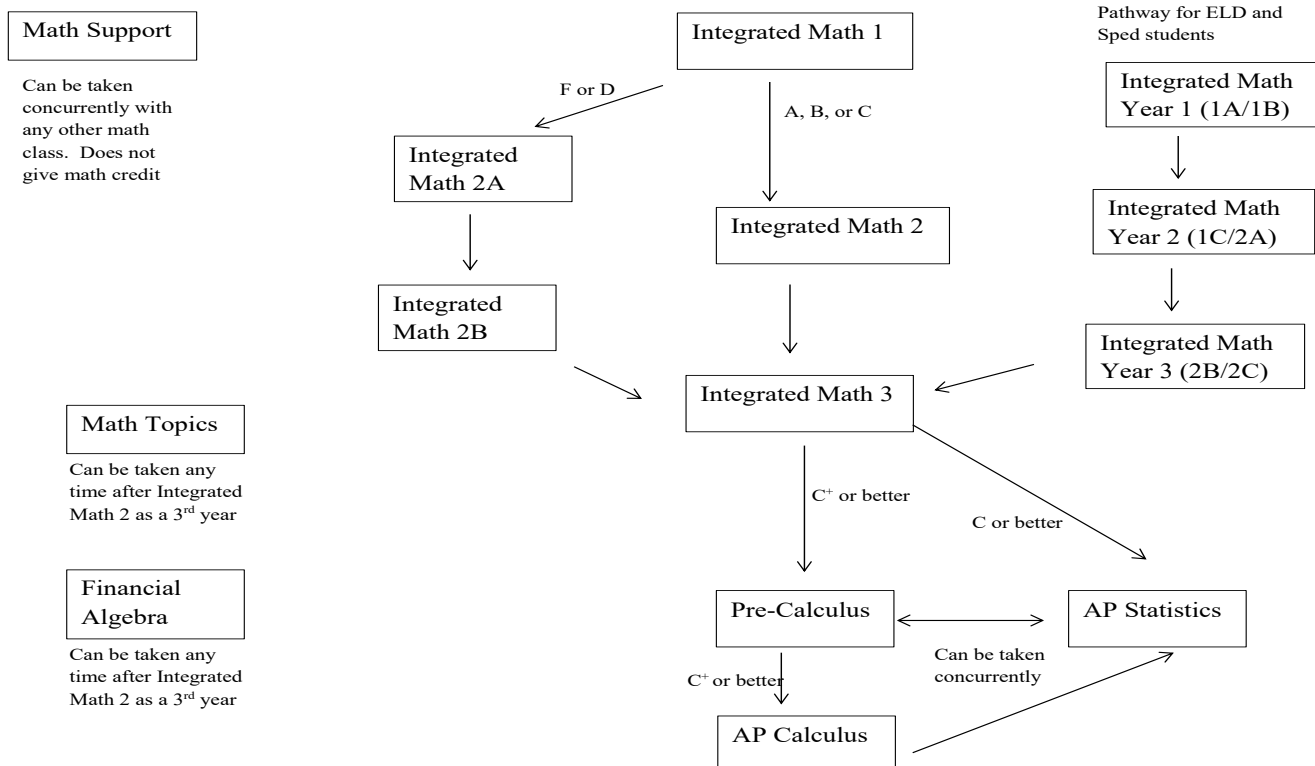 Math Support
Can be taken
concurrently with
any other math
class.  Does not
give math credit
Integrated Math 1
F or D
A, B, or C
Integrated
Math 2A
Integrated
Math 2B
Integrated Math 2
Pathway for ELD and
Sped students
Integrated Math
Year 1 (1A/1B)
Integrated Math
Year 2 (1C/2A)
Integrated Math
Year 3 (2B/2C)
Integrated Math 3
Math Topics
Can be taken any
time after Integrated
Math 2 as a 3rd year
Financial
Algebra
Can be taken any
time after Integrated
Math 2 as a 3rd year
C+ or better
C or better
Pre-Calculus
AP Statistics
Can be taken
concurrently
C+ or better
AP Calculus